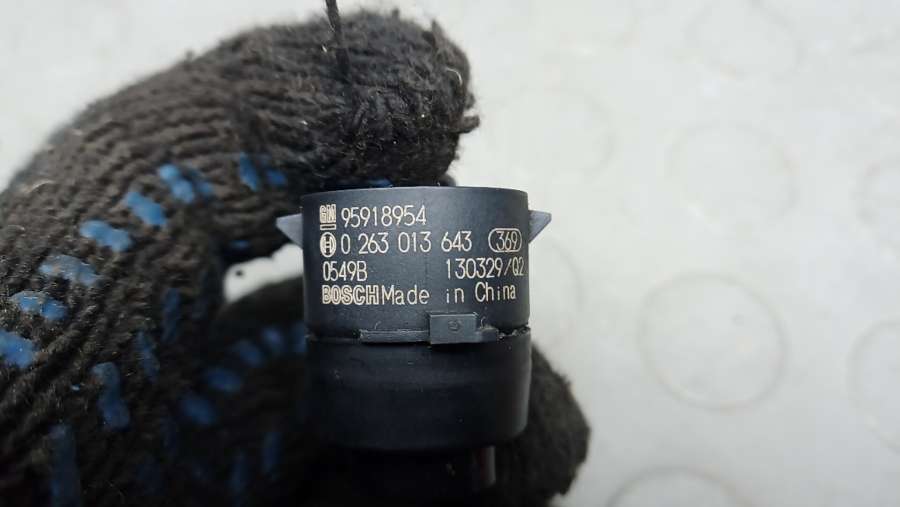 GM 95918954
0 263 013 643 369
0549B 130329/Q2
BOSCH Made in China